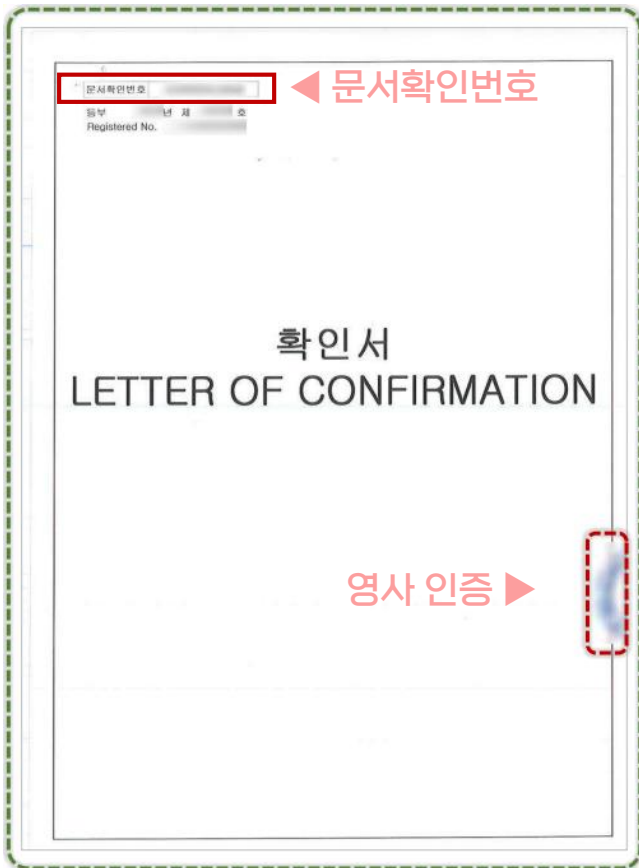 문서확인번호
◀ 문서확인번호
등부 년 제 호
Registered No.
확인서
LETTER OF CONFIRMATION
영사 인증 ▶